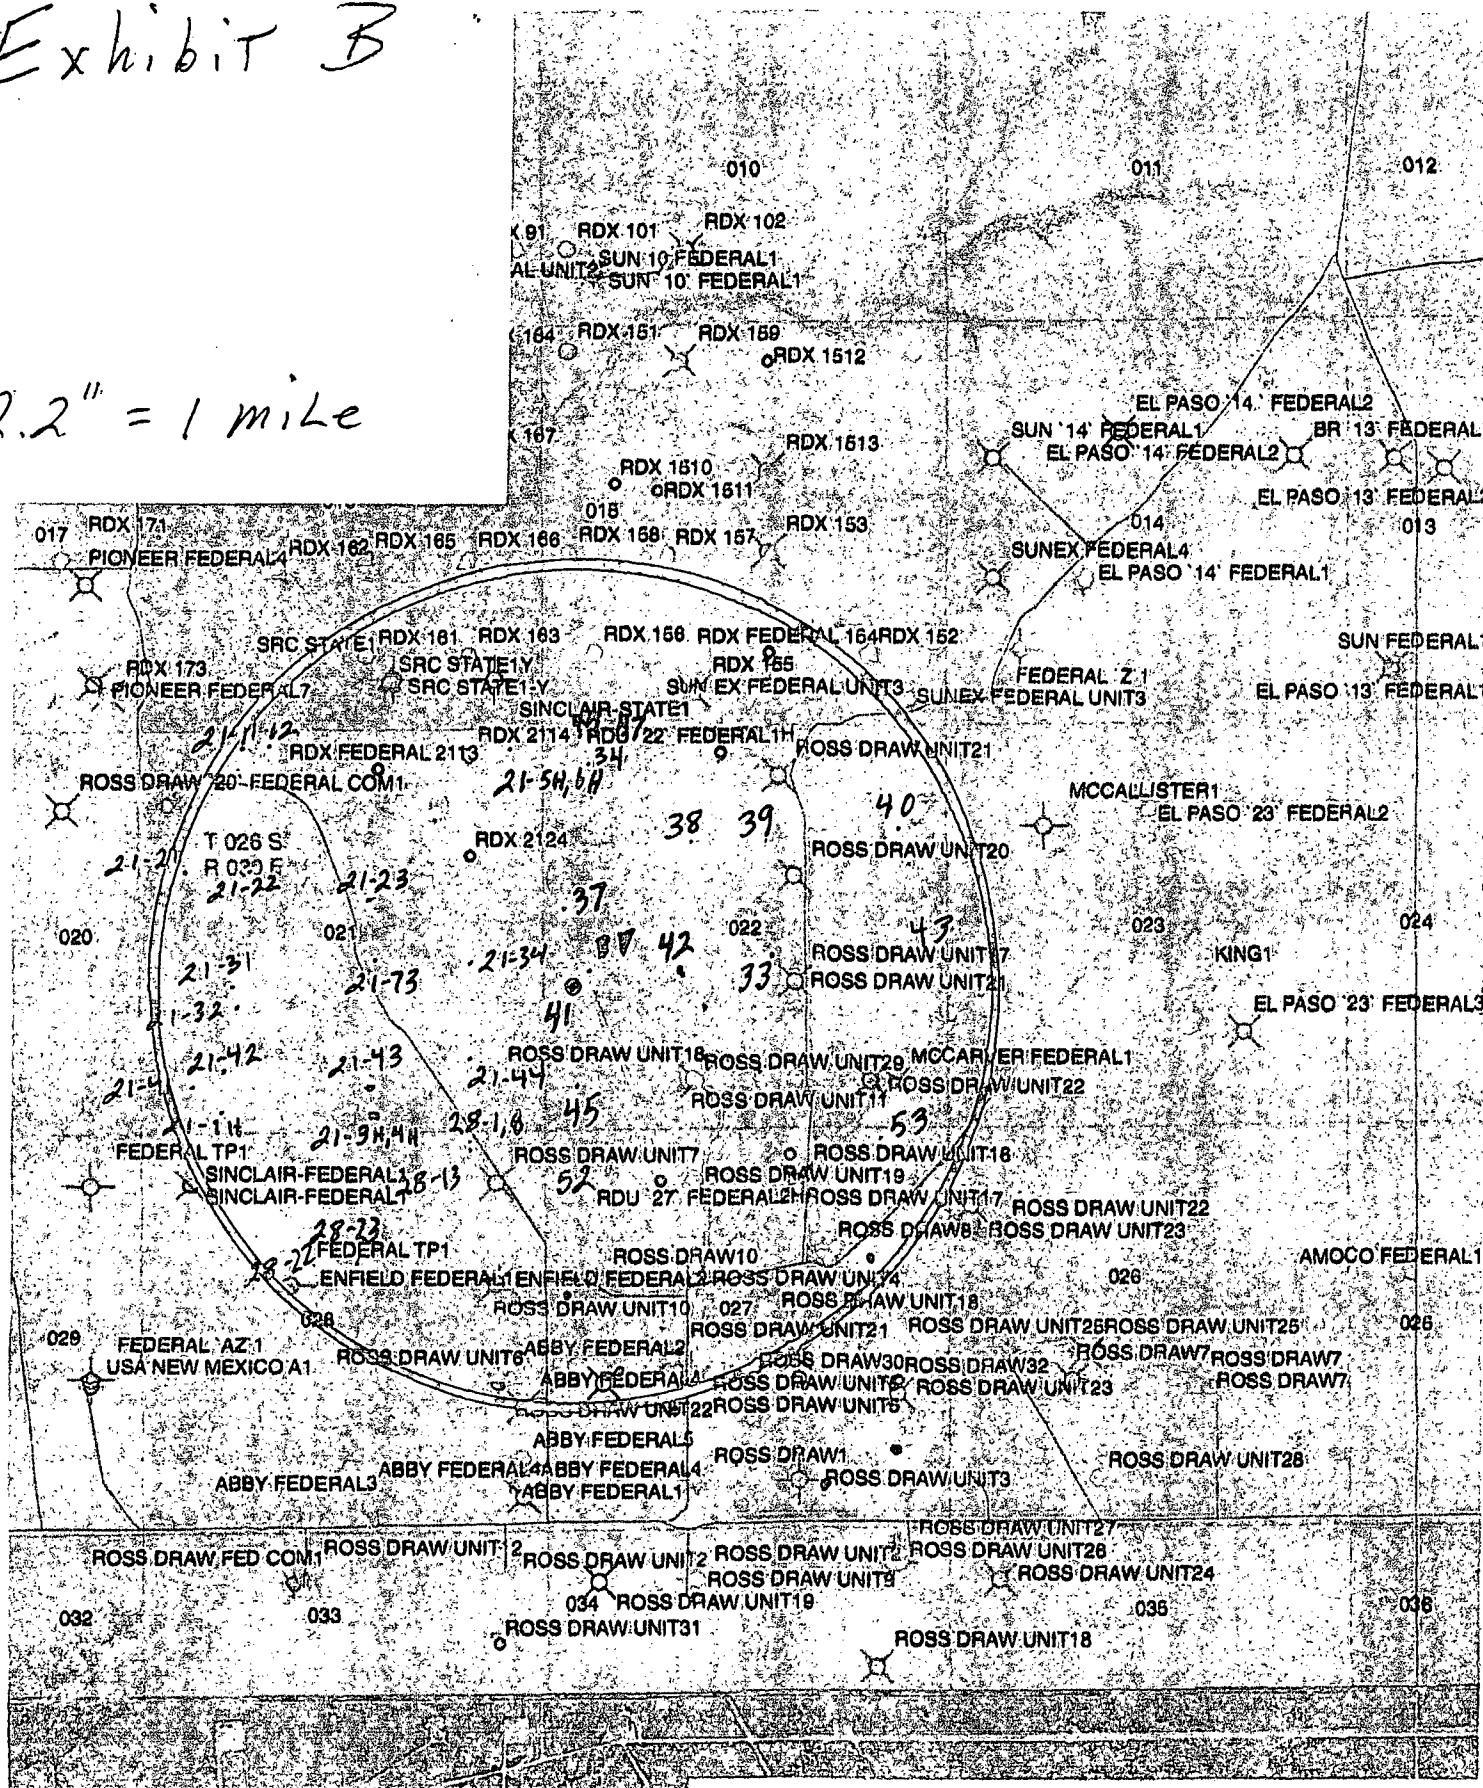 Exhibit B
010 011 012
RDX 101 RDX 102
SUN 10 FEDERAL1
SUN '10' FEDERAL1
RDX 151 RDX 159
RDX 1512
2.2" = 1 mile
EL PASO '14' FEDERAL2
SUN '14' FEDERAL1 BR '13' FEDERAL
EL PASO '14' FEDERAL2
RDX 1513
RDX 1510
RDX 1511
EL PASO '13' FEDERAL
017 RDX 171 015 RDX 153 014 013
RDX 162 RDX 165 RDX 166 RDX 158 RDX 157
PIONEER FEDERAL4 SUNEX FEDERAL4
EL PASO '14' FEDERAL1
SRC STATE1 RDX 161 RDX 163 RDX 156 RDX FEDERAL 154 RDX 152 SUN FEDERAL
RDX 173 SRC STATE1Y RDX 155 FEDERAL 'Z'1
PIONEER FEDERAL7 SRC STATE1-Y SUN EX FEDERAL UNIT3 SUNEX FEDERAL UNIT3 EL PASO '13' FEDERAL
SINCLAIR-STATE1
RDX 2114 RDU '22' FEDERAL1H
21-11-12 RDX FEDERAL 2113 34 ROSS DRAW UNIT21
ROSS DRAW '20' FEDERAL COM1 21-5H,6H MCCALLISTER1
38 39 40 EL PASO '23' FEDERAL2
T 026 S RDX 2124 ROSS DRAW UNIT20
R 030 E
21-22 21-23 37
020 021 022 43 023 024
21-34 42 ROSS DRAW UNIT7 KING1
21-31 21-73 33 ROSS DRAW UNIT21
21-32 41 EL PASO '23' FEDERAL3
21-42 21-43 ROSS DRAW UNIT18 ROSS DRAW UNIT29 MCCARVER FEDERAL1
21-44 ROSS DRAW UNIT22
ROSS DRAW UNIT11
21-1H 21-3H,4H 28-1,8 45 53
FEDERAL TP1 ROSS DRAW UNIT7 ROSS DRAW UNIT16
SINCLAIR-FEDERAL1 28-13 52 ROSS DRAW UNIT19
SINCLAIR-FEDERAL1 RDU '27' FEDERAL2H ROSS DRAW UNIT17 ROSS DRAW UNIT22
28-23 ROSS DRAW8 ROSS DRAW UNIT23
28-22 FEDERAL TP1 ROSS DRAW10 AMOCO FEDERAL1
ENFIELD FEDERAL1 ENFIELD FEDERAL2 ROSS DRAW UNIT4 026
ROSS DRAW UNIT10 027 ROSS DRAW UNIT18
029 028 ROSS DRAW UNIT21 ROSS DRAW UNIT26 ROSS DRAW UNIT25 025
FEDERAL 'AZ'1 ABBY FEDERAL2
USA NEW MEXICO A1 ROSS DRAW UNIT6 ROSS DRAW30 ROSS DRAW32 ROSS DRAW7 ROSS DRAW7
ABBY FEDERAL ROSS DRAW UNIT23 ROSS DRAW7
ROSS DRAW UNIT22 ROSS DRAW UNIT5
ABBY FEDERAL5
ABBY FEDERAL3 ABBY FEDERAL4 ABBY FEDERAL4 ROSS DRAW1 ROSS DRAW UNIT28
ABBY FEDERAL1 ROSS DRAW UNIT3
ROSS DRAW UNIT27
ROSS DRAW FED COM1 ROSS DRAW UNIT12 ROSS DRAW UNIT2 ROSS DRAW UNIT2 ROSS DRAW UNIT26
ROSS DRAW UNIT9 ROSS DRAW UNIT24
032 033 034 ROSS DRAW UNIT19 035 036
ROSS DRAW UNIT31
ROSS DRAW UNIT18